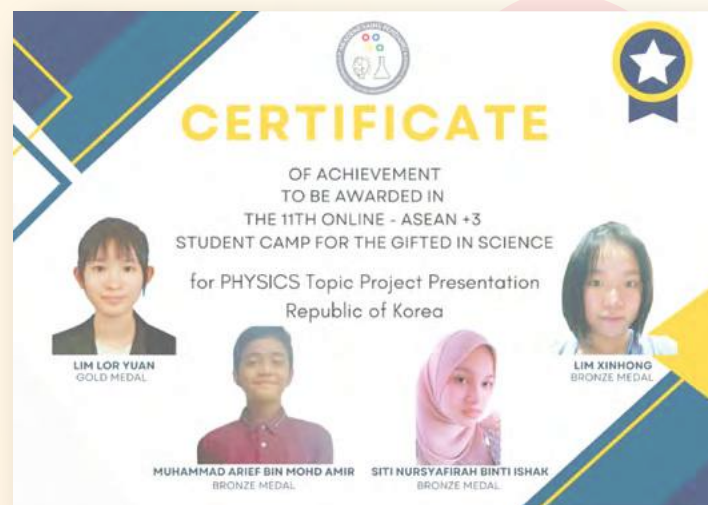 CERTIFICATE
OF ACHIEVEMENT
TO BE AWARDED IN
THE 11TH ONLINE - ASEAN +3
STUDENT CAMP FOR THE GIFTED IN SCIENCE
for PHYSICS Topic Project Presentation
Republic of Korea
LIM LOR YUAN
GOLD MEDAL
LIM XINHONG
BRONZE MEDAL
MUHAMMAD ARIEF BIN MOHD AMIR
BRONZE MEDAL
SITI NURSYAFIRAH BINTI ISHAK
BRONZE MEDAL